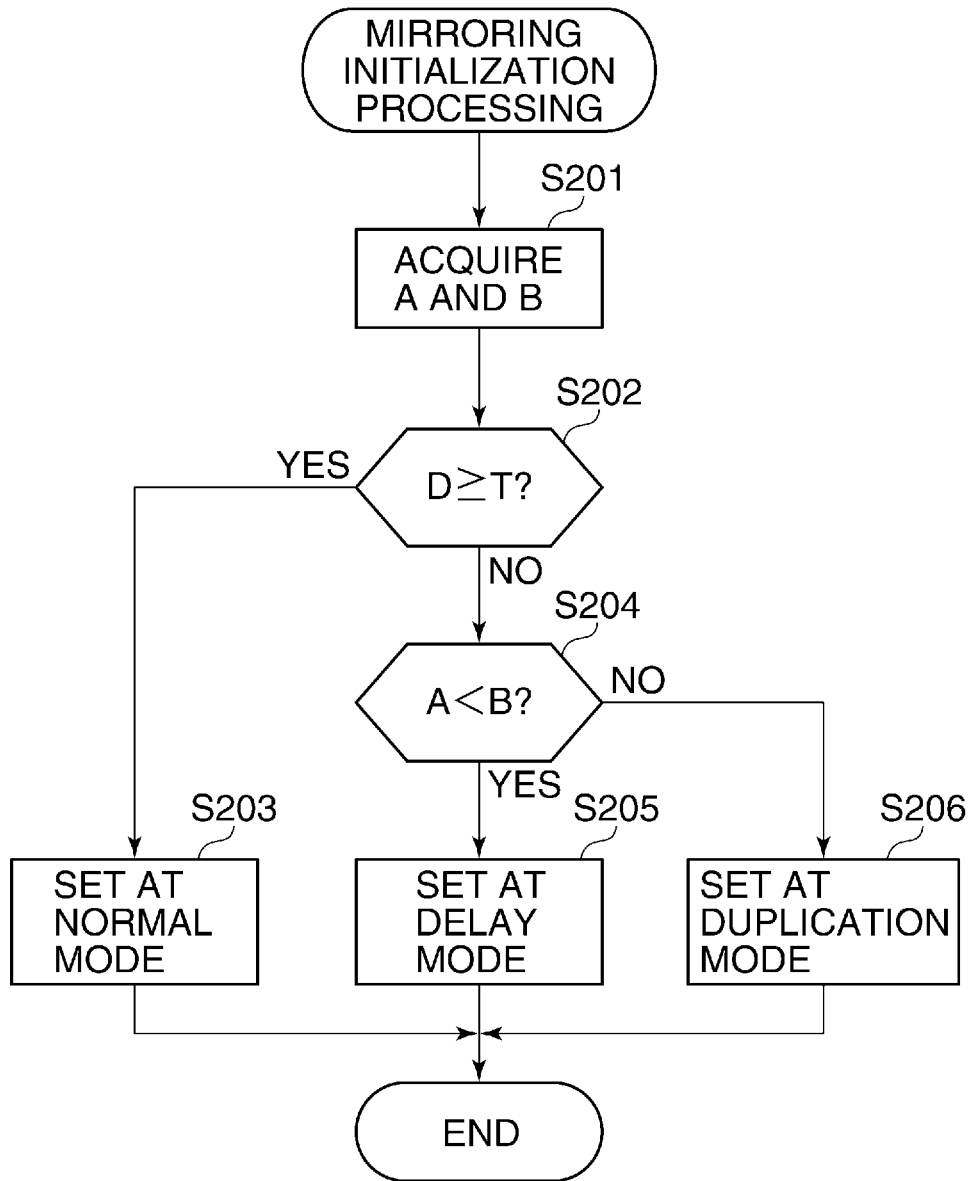 MIRRORING
INITIALIZATION
PROCESSING
S201
ACQUIRE
A AND B
S202
YES
D≧T?
NO
S204
A<B?
NO
YES
S203
SET AT
NORMAL
MODE
S205
SET AT
DELAY
MODE
S206
SET AT
DUPLICATION
MODE
END